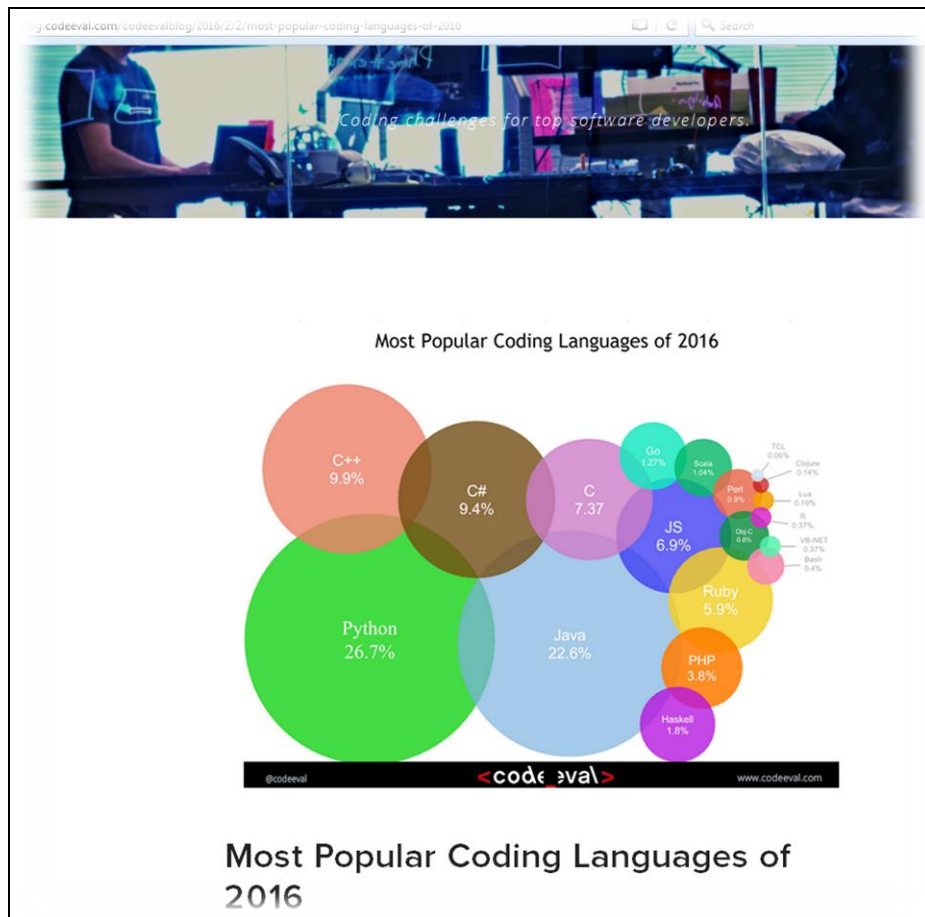 og.codeeval.com/codeevalblog/2016/2/2/most-popular-coding-languages-of-2016
Search
Coding challenges for top software developers.
Most Popular Coding Languages of 2016
C++
9.9%
C#
9.4%
C
7.37
Go
1.27%
Scala
1.04%
TCL
0.06%
Clojure
0.14%
Perl
0.9%
Lua
0.19%
JS
6.9%
Obj-C
0.8%
R
0.37%
VB-NET
0.37%
Bash
0.4%
Ruby
5.9%
Python
26.7%
Java
22.6%
PHP
3.8%
Haskell
1.8%
@codeeval
<code_eval>
www.codeeval.com
Most Popular Coding Languages of
2016